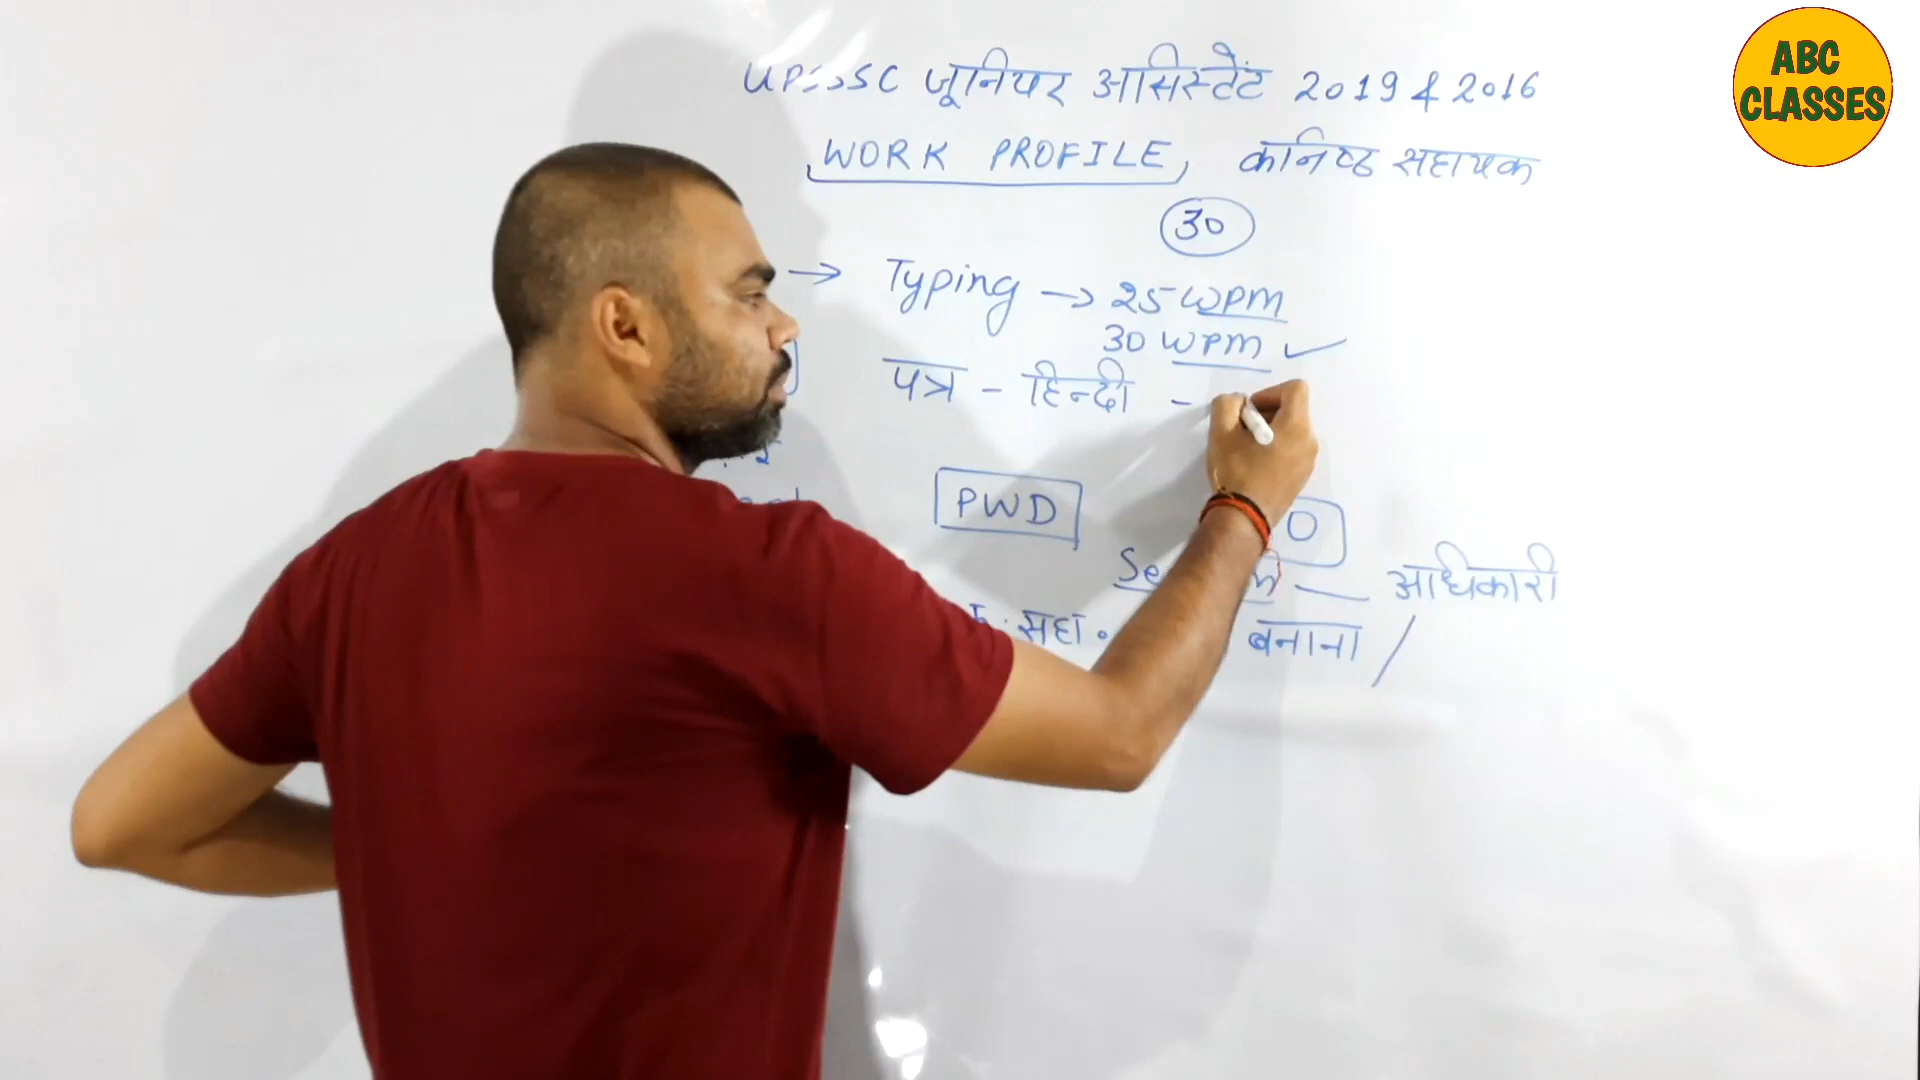 ABC
CLASSES
UPSSSC जूनियर असिस्टेंट 2019 & 2016
WORK PROFILE, कनिष्ठ सहायक
30
→ Typing → 25 WPM
30 WPM ✓
पत्र - हिन्दी -
PWD
अधिकारी
सहा. बनाना /